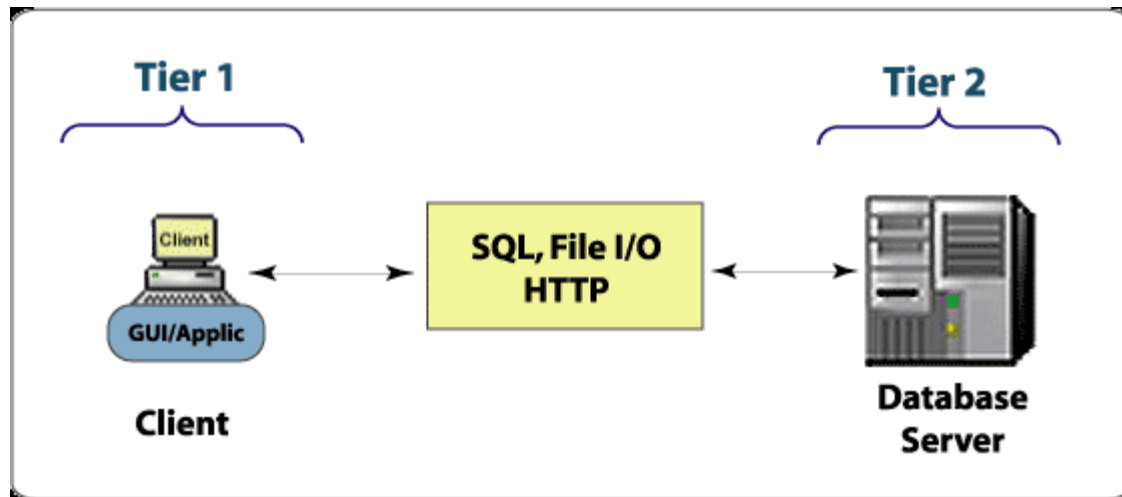 Tier 1
Tier 2
Client
GUI/Applic
Client
SQL, File I/O
HTTP
Database
Server